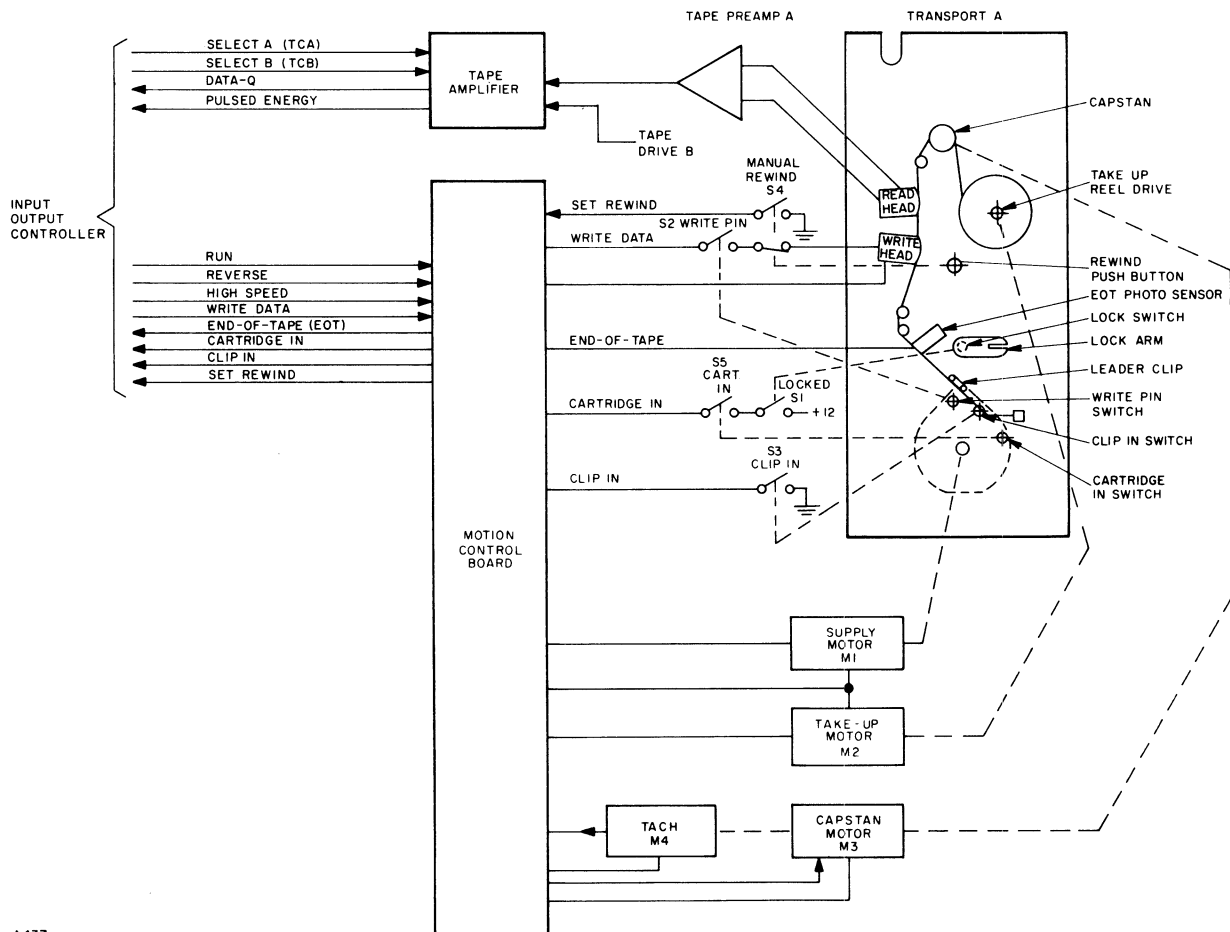 TAPE PREAMP A
TRANSPORT A
SELECT A (TCA)
SELECT B (TCB)
DATA-Q
PULSED ENERGY
TAPE
AMPLIFIER
TAPE
DRIVE B
CAPSTAN
TAKE UP
REEL DRIVE
READ
HEAD
MANUAL
REWIND
S4
SET REWIND
S2 WRITE PIN
WRITE DATA
WRITE
HEAD
INPUT
OUTPUT
CONTROLLER
RUN
REVERSE
HIGH SPEED
WRITE DATA
END-OF-TAPE (EOT)
CARTRIDGE IN
CLIP IN
SET REWIND
REWIND
PUSH BUTTON
EOT PHOTO SENSOR
LOCK SWITCH
LOCK ARM
LEADER CLIP
WRITE PIN
SWITCH
CLIP IN SWITCH
CARTRIDGE
IN SWITCH
END-OF-TAPE
S5
CART
IN
LOCKED
S1
CARTRIDGE IN
+12
S3
CLIP IN
CLIP IN
MOTION
CONTROL
BOARD
SUPPLY
MOTOR
M1
TAKE-UP
MOTOR
M2
TACH
M4
CAPSTAN
MOTOR
M3